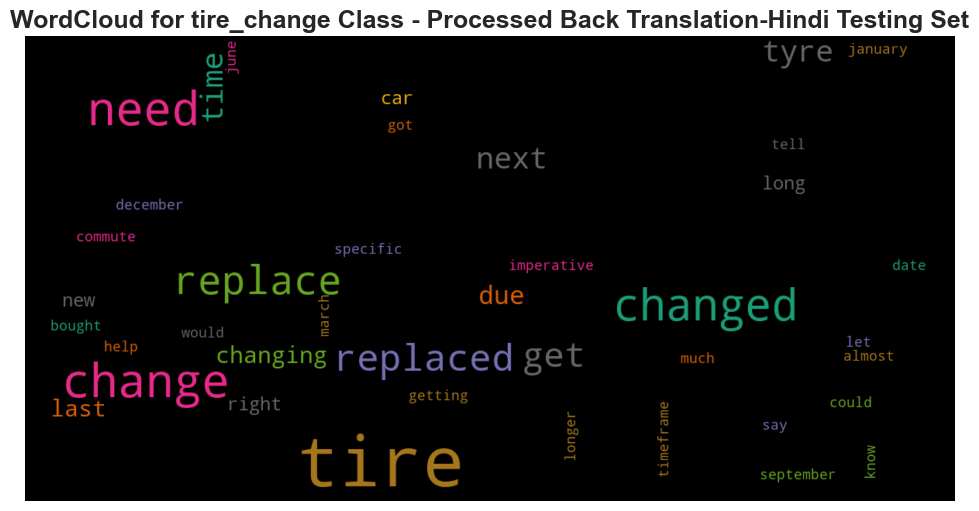 WordCloud for tire_change Class - Processed Back Translation-Hindi Testing Set
june
tyre
january
time
need
car
got
tell
next
long
december
commute
specific
imperative
date
replace
new
due
changed
march
bought
would
help
let
changing
replaced
get
much
almost
change
getting
last
right
could
longer
timeframe
say
tire
know
september